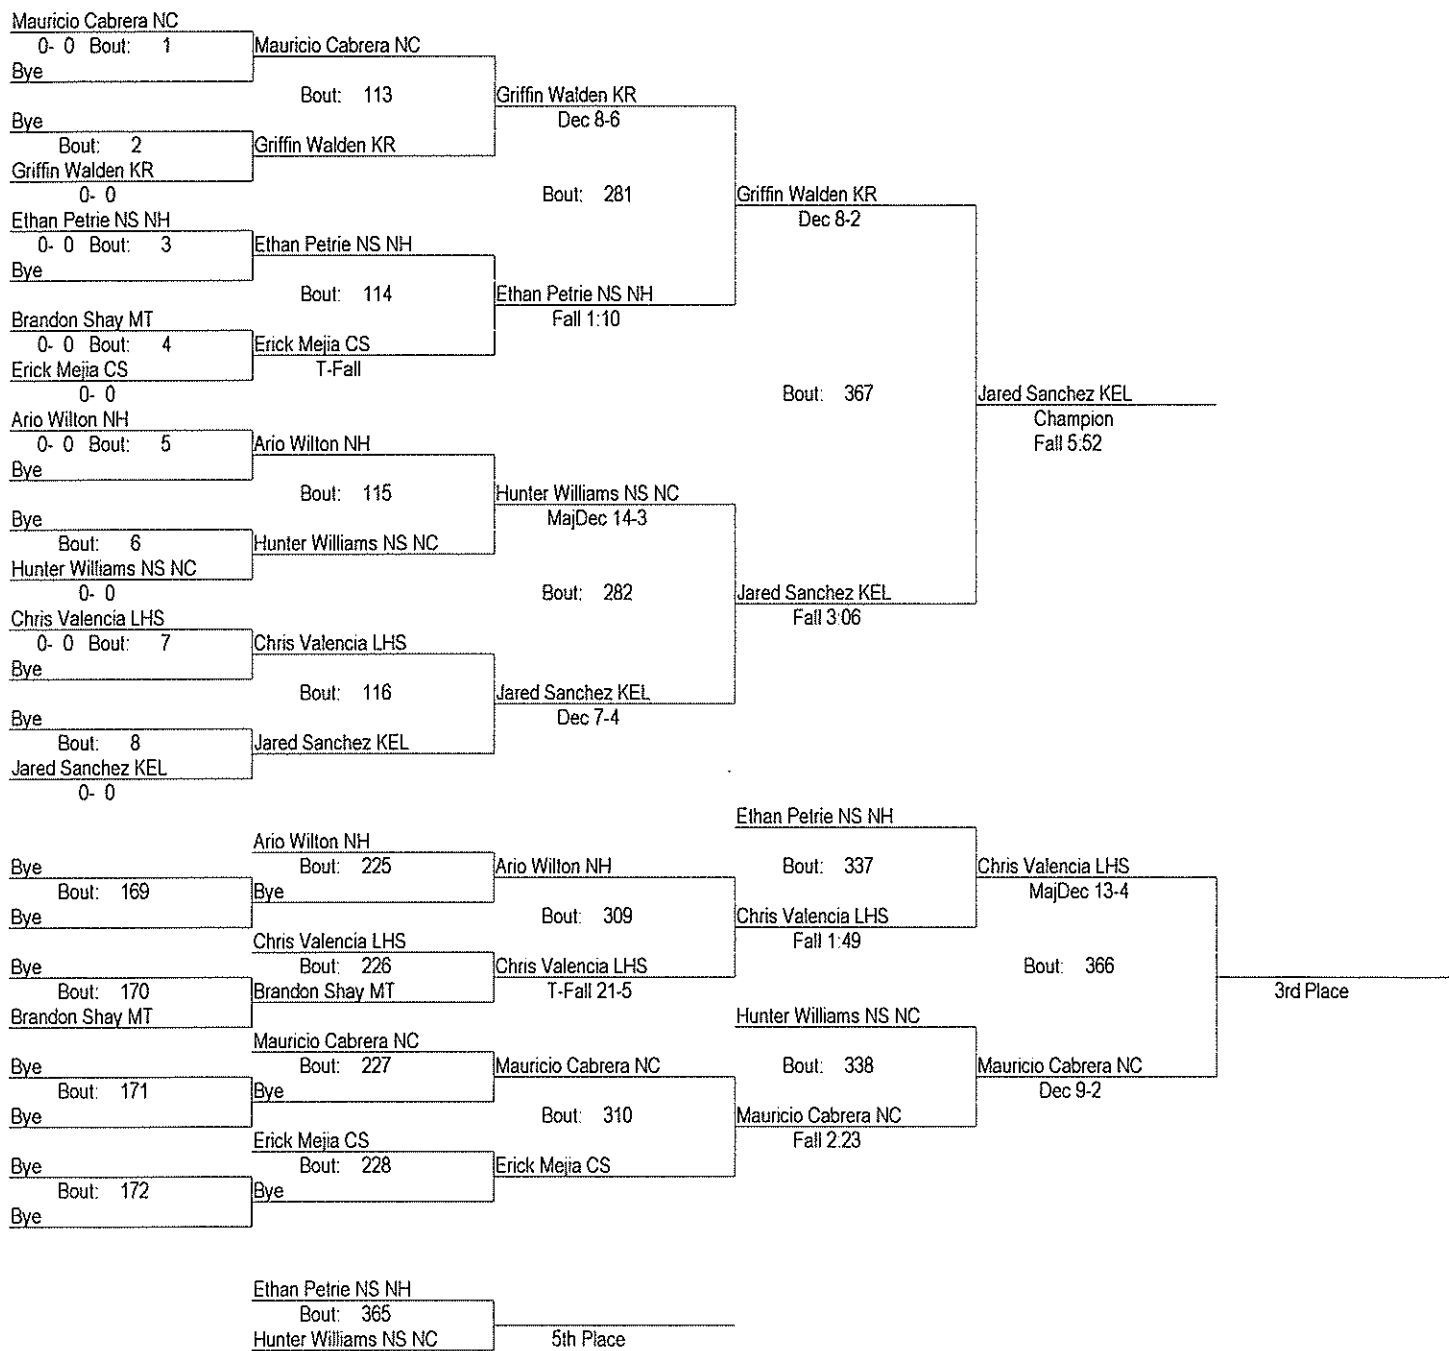 Mauricio Cabrera NC
0- 0 Bout: 1
Bye
Mauricio Cabrera NC
Bout: 113
Bye
Bout: 2
Griffin Walden KR
0- 0
Griffin Walden KR
Griffin Walden KR
Dec 8-6
Bout: 281
Ethan Petrie NS NH
0- 0 Bout: 3
Bye
Ethan Petrie NS NH
Bout: 114
Brandon Shay MT
0- 0 Bout: 4
Erick Mejia CS
0- 0
Erick Mejia CS
T-Fall
Ethan Petrie NS NH
Fall 1:10
Griffin Walden KR
Dec 8-2
Bout: 367
Ario Wilton NH
0- 0 Bout: 5
Bye
Ario Wilton NH
Bout: 115
Bye
Bout: 6
Hunter Williams NS NC
0- 0
Hunter Williams NS NC
Hunter Williams NS NC
MajDec 14-3
Bout: 282
Chris Valencia LHS
0- 0 Bout: 7
Bye
Chris Valencia LHS
Bout: 116
Bye
Bout: 8
Jared Sanchez KEL
0- 0
Jared Sanchez KEL
Jared Sanchez KEL
Dec 7-4
Jared Sanchez KEL
Fall 3:06
Jared Sanchez KEL
Champion
Fall 5:52
Bye
Bout: 169
Bye
Ario Wilton NH
Bout: 225
Bye
Ario Wilton NH
Bout: 309
Bye
Bout: 170
Brandon Shay MT
Chris Valencia LHS
Bout: 226
Brandon Shay MT
Chris Valencia LHS
T-Fall 21-5
Ethan Petrie NS NH
Bout: 337
Chris Valencia LHS
Fall 1:49
Chris Valencia LHS
MajDec 13-4
Bout: 366
Bye
Bout: 171
Bye
Mauricio Cabrera NC
Bout: 227
Bye
Mauricio Cabrera NC
Bout: 310
Bye
Bout: 172
Bye
Erick Mejia CS
Bout: 228
Bye
Erick Mejia CS
Hunter Williams NS NC
Bout: 338
Mauricio Cabrera NC
Fall 2:23
Mauricio Cabrera NC
Dec 9-2
3rd Place
Ethan Petrie NS NH
Bout: 365
Hunter Williams NS NC
5th Place